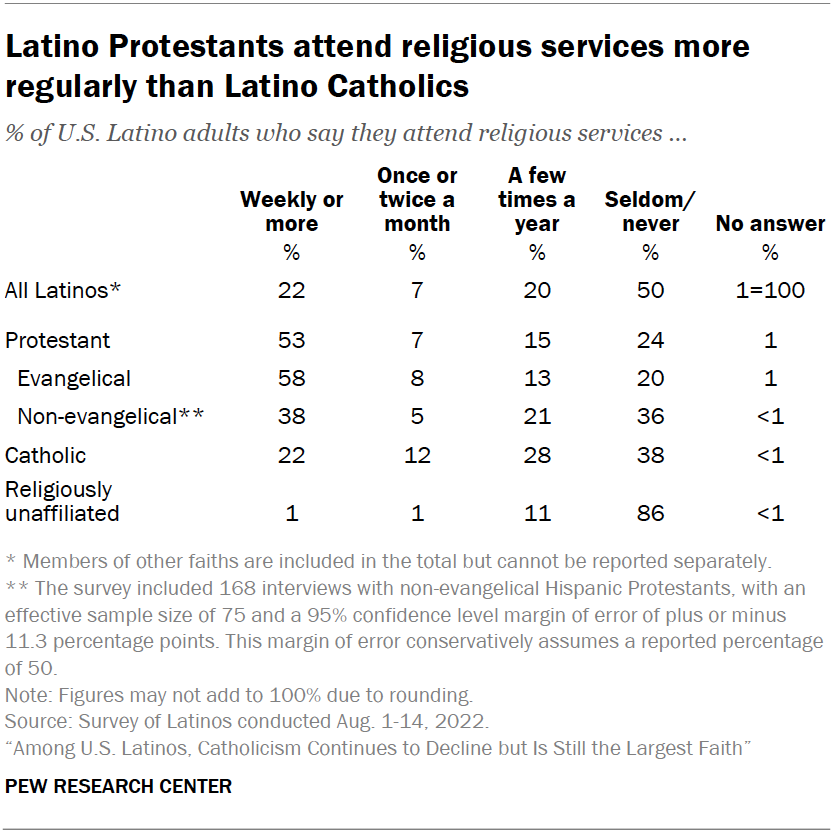 Latino Protestants attend religious services more
regularly than Latino Catholics
% of U.S. Latino adults who say they attend religious services ...
Weekly or more Once or twice a month A few times a year Seldom/never No answer
% % % % %
All Latinos* 22 7 20 50 1=100
Protestant 53 7 15 24 1
Evangelical 58 8 13 20 1
Non-evangelical** 38 5 21 36 <1
Catholic 22 12 28 38 <1
Religiously
unaffiliated 1 1 11 86 <1
* Members of other faiths are included in the total but cannot be reported separately.
** The survey included 168 interviews with non-evangelical Hispanic Protestants, with an
effective sample size of 75 and a 95% confidence level margin of error of plus or minus
11.3 percentage points. This margin of error conservatively assumes a reported percentage
of 50.
Note: Figures may not add to 100% due to rounding.
Source: Survey of Latinos conducted Aug. 1-14, 2022.
“Among U.S. Latinos, Catholicism Continues to Decline but Is Still the Largest Faith”
PEW RESEARCH CENTER